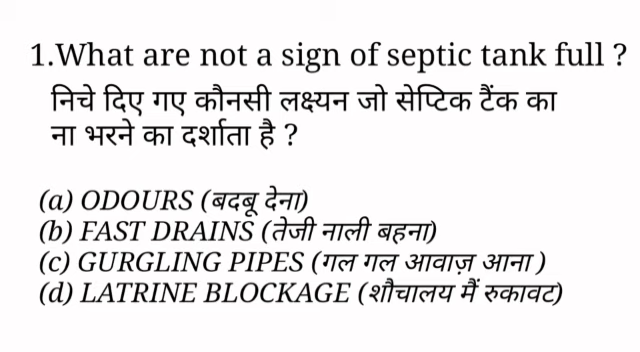 1.What are not a sign of septic tank full ?
निचे दिए गए कौनसी लक्ष्यन जो सेप्टिक टैंक का
ना भरने का दर्शाता है ?
(a) ODOURS (बदबू देना)
(b) FAST DRAINS (तेजी नाली बहना)
(c) GURGLING PIPES (गल गल आवाज़ आना )
(d) LATRINE BLOCKAGE (शौचालय मैं रुकावट)